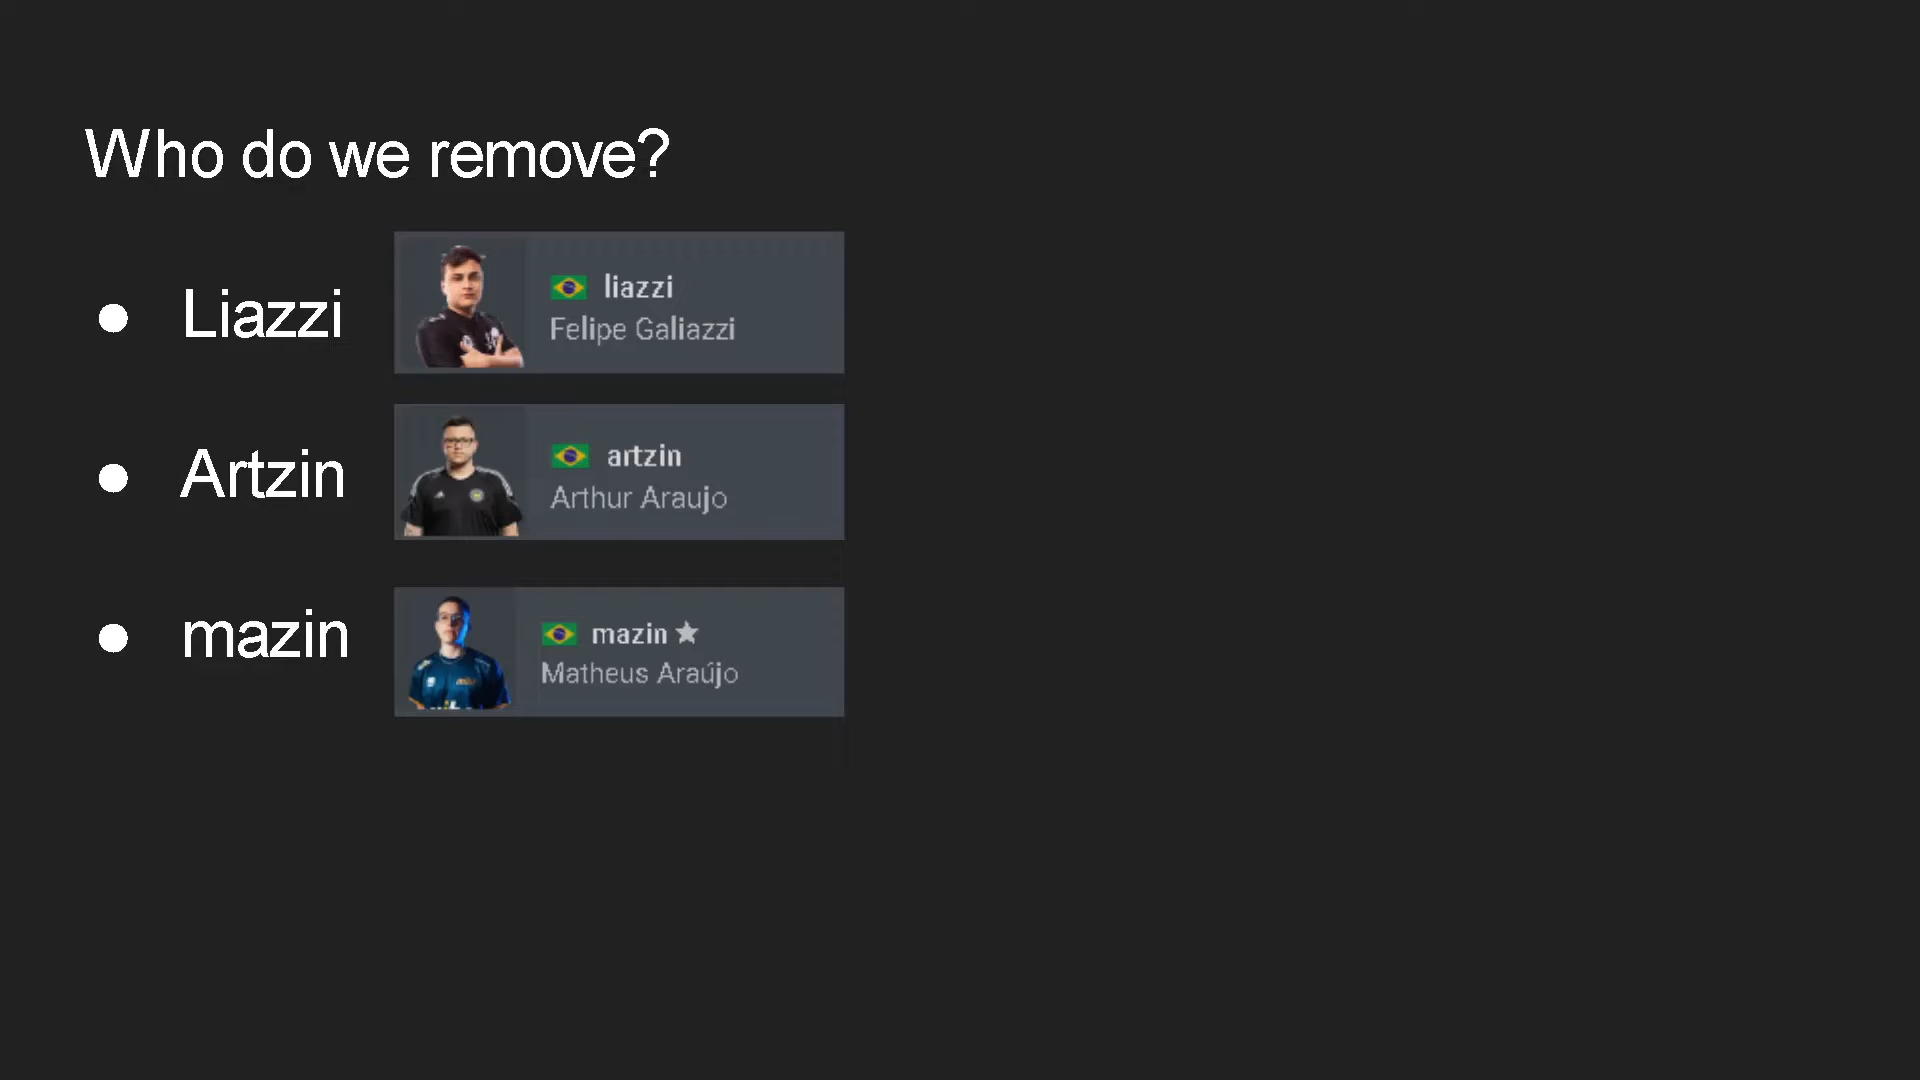 Who do we remove?
Liazzi
liazzi
Felipe Galiazzi
Artzin
artzin
Arthur Araujo
mazin
mazin
Matheus Araújo